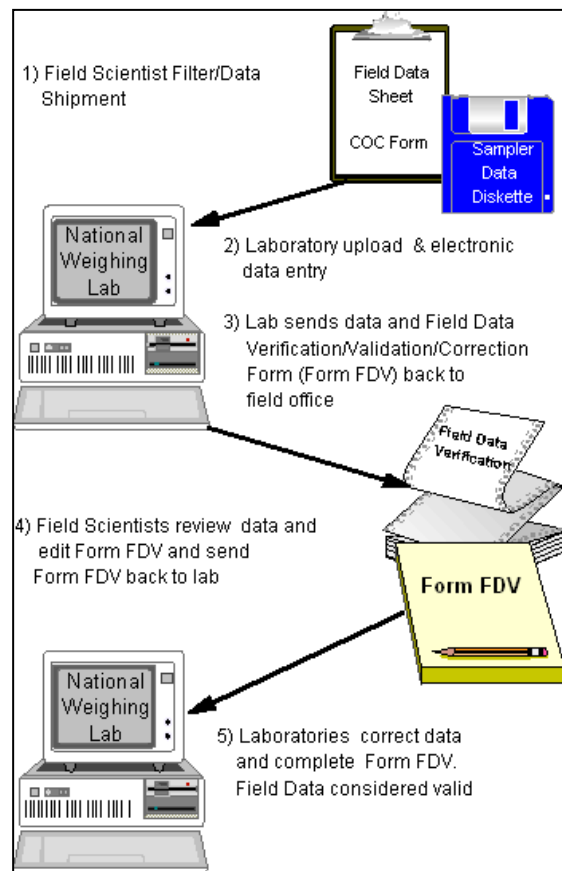 1) Field Scientist Filter/Data
Shipment
Field Data
Sheet
COC Form
Sampler
Data
Diskette
National
Weighing
Lab
2) Laboratory upload & electronic
data entry
3) Lab sends data and Field Data
Verification/Validation/Correction
Form (Form FDV) back to
field office
Field Data
Verification
4) Field Scientists review data and
edit Form FDV and send
Form FDV back to lab
Form FDV
National
Weighing
Lab
5) Laboratories correct data
and complete Form FDV.
Field Data considered valid